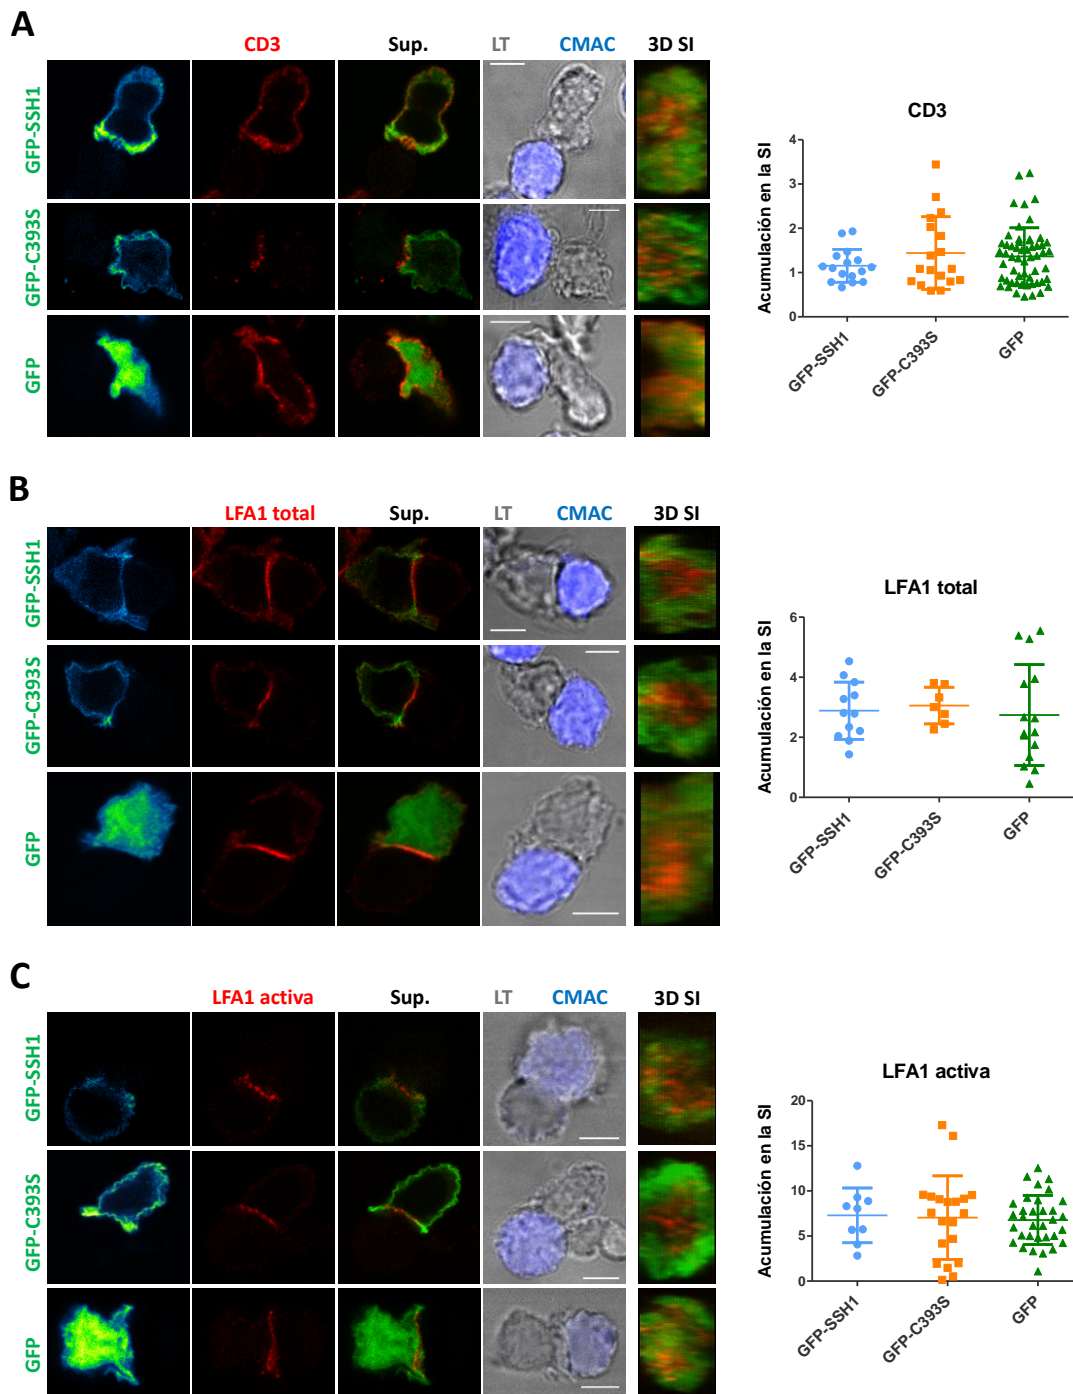 A
CD3 Sup. LT CMAC 3D SI
GFP-SSH1
GFP-C393S
GFP
CD3
Acumulación en la SI
4
3
2
1
0
GFP-SSH1 GFP-C393S GFP
B
LFA1 total Sup. LT CMAC 3D SI
GFP-SSH1
GFP-C393S
GFP
LFA1 total
Acumulación en la SI
6
4
2
0
GFP-SSH1 GFP-C393S GFP
C
LFA1 activa Sup. LT CMAC 3D SI
GFP-SSH1
GFP-C393S
GFP
LFA1 activa
Acumulación en la SI
20
15
10
5
0
GFP-SSH1 GFP-C393S GFP